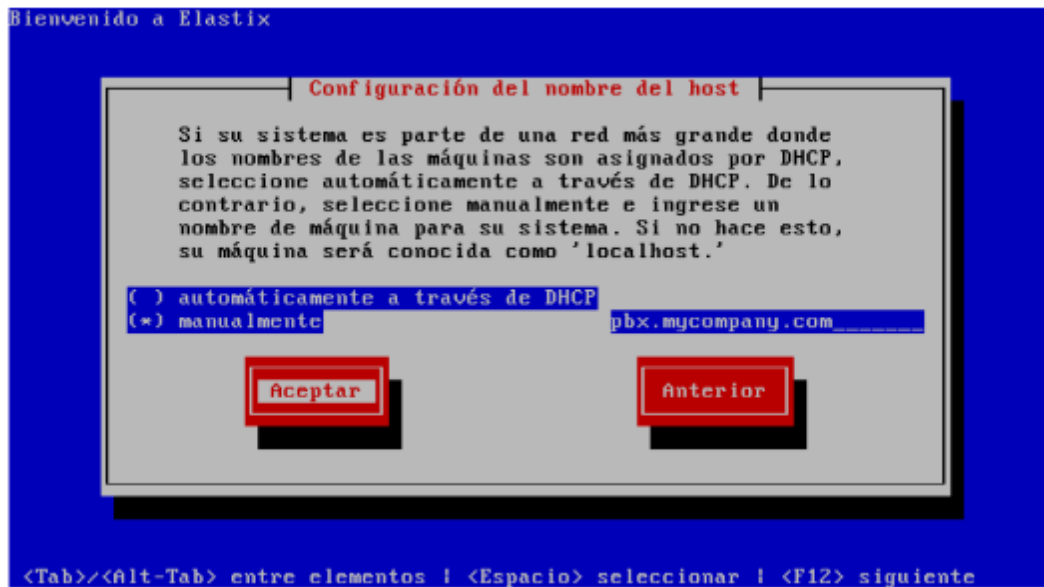 Bienvenido a Elastix
Configuración del nombre del host
Si su sistema es parte de una red más grande donde
los nombres de las máquinas son asignados por DHCP,
seleccione automáticamente a través de DHCP. De lo
contrario, seleccione manualmente e ingrese un
nombre de máquina para su sistema. Si no hace esto,
su máquina será conocida como 'localhost.'
( ) automáticamente a través de DHCP
(*) manualmente pbx.mycompany.com_______
Aceptar Anterior
<Tab>/<Alt-Tab> entre elementos | <Espacio> seleccionar | <F12> siguiente